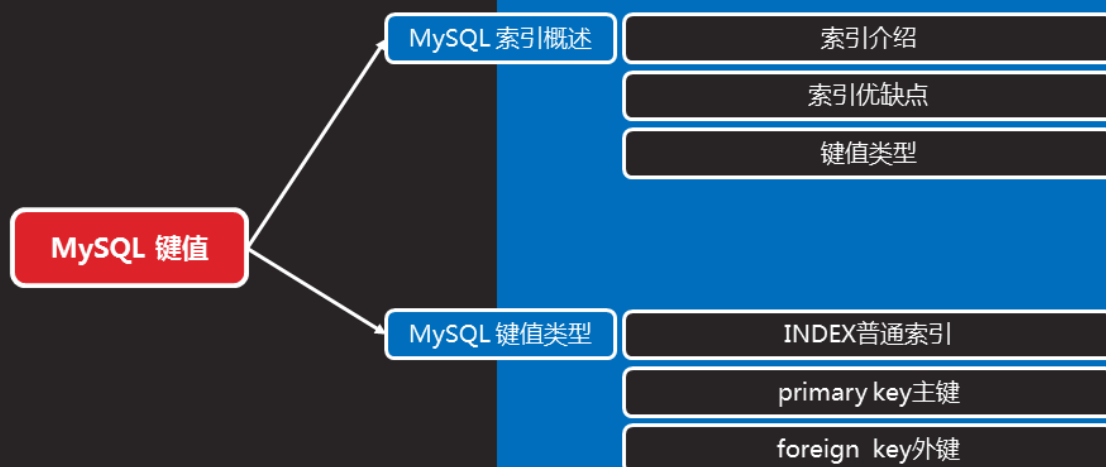 MySQL 键值
MySQL 索引概述
索引介绍
索引优缺点
键值类型
MySQL 键值类型
INDEX普通索引
primary key主键
foreign key外键